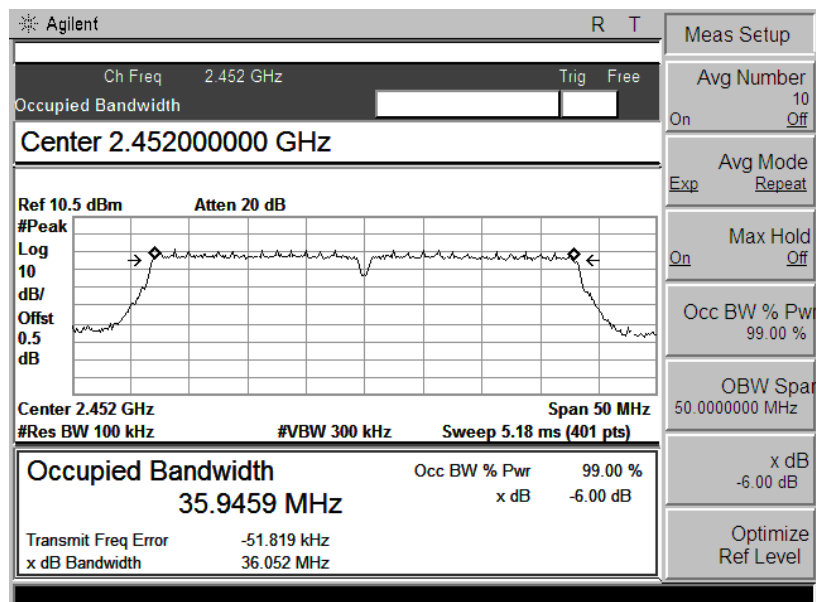 Agilent R T
Ch Freq 2.452 GHz Trig Free
Occupied Bandwidth
Center 2.452000000 GHz
Ref 10.5 dBm Atten 20 dB
#Peak
Log
10
dB/
Offst
0.5
dB
Center 2.452 GHz Span 50 MHz
#Res BW 100 kHz #VBW 300 kHz Sweep 5.18 ms (401 pts)
Occupied Bandwidth
35.9459 MHz
Occ BW % Pwr 99.00 %
x dB -6.00 dB
Transmit Freq Error -51.819 kHz
x dB Bandwidth 36.052 MHz
Meas Setup
Avg Number
10
On Off
Avg Mode
Exp Repeat
Max Hold
On Off
Occ BW % Pwr
99.00 %
OBW Span
50.0000000 MHz
x dB
-6.00 dB
Optimize
Ref Level